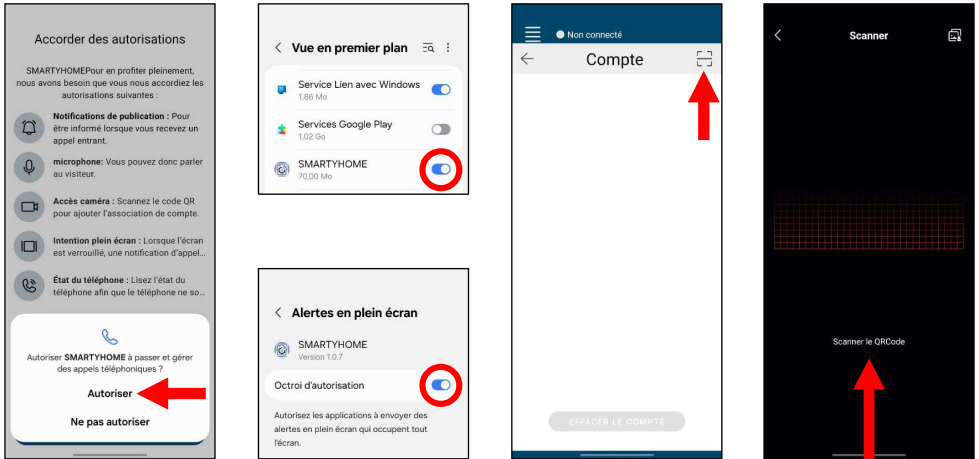 Accorder des autorisations
SMARTYHOMEPour en profiter pleinement,
nous avons besoin que vous nous accordiez les
autorisations suivantes :
Notifications de publication : Pour
être informé lorsque vous recevez un
appel entrant.
microphone: Vous pouvez donc parler
au visiteur.
Accès caméra : Scannez le code QR
pour ajouter l'association de compte.
Intention plein écran : Lorsque l'écran
est verrouillé, une notification d'appel...
État du téléphone : Lisez l'état du
téléphone afin que le téléphone ne so...
Autoriser SMARTYHOME à passer et gérer
des appels téléphoniques ?
Autoriser
Ne pas autoriser
Vue en premier plan
Service Lien avec Windows
1,86 Mo
Services Google Play
1,02 Go
SMARTYHOME
70,00 Mo
Alertes en plein écran
SMARTYHOME
Version 1.0.7
Octroi d'autorisation
Autorisez les applications à envoyer des
alertes en plein écran qui occupent tout
l'écran.
Non connecté
Compte
EFFACER LE COMPTE
Scanner
Scanner le QRCode